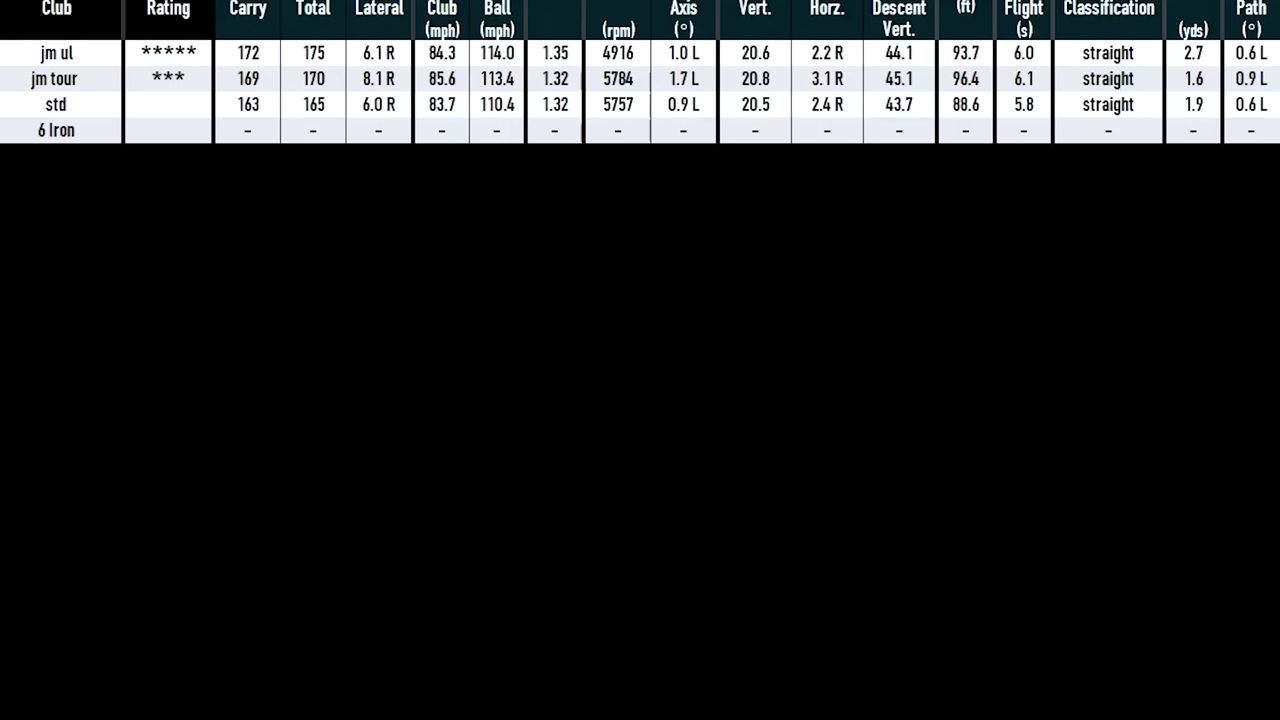 Club Rating Carry Total Lateral Club (mph) Ball (mph) (rpm) Axis (°) Vert. Horz. Descent Vert. (ft) Flight (s) Classification (yds) Path (°)
jm ul ***** 172 175 6.1 R 84.3 114.0 1.35 4916 1.0 L 20.6 2.2 R 44.1 93.7 6.0 straight 2.7 0.6 L
jm tour *** 169 170 8.1 R 85.6 113.4 1.32 5784 1.7 L 20.8 3.1 R 45.1 96.4 6.1 straight 1.6 0.9 L
std 163 165 6.0 R 83.7 110.4 1.32 5757 0.9 L 20.5 2.4 R 43.7 88.6 5.8 straight 1.9 0.6 L
6 Iron - - - - - - - - - - - - - - - -